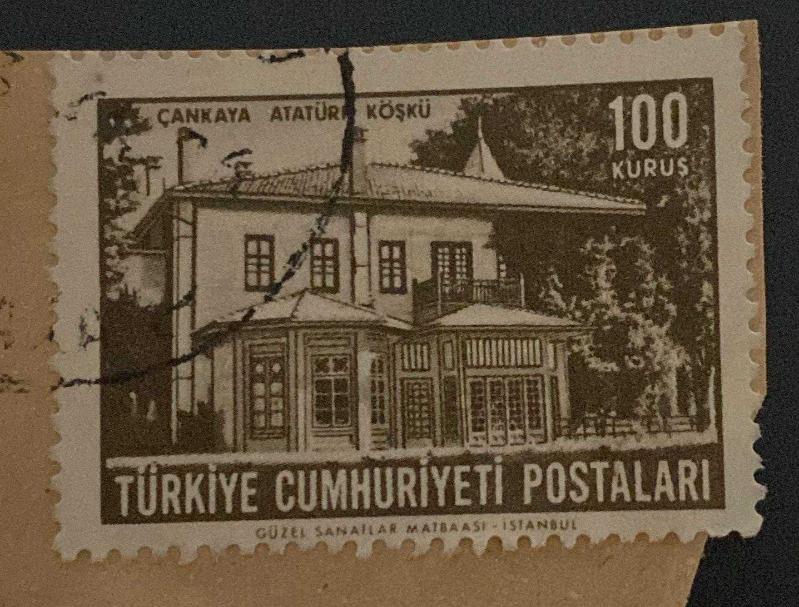 ÇANKAYA ATATÜRK KÖŞKÜ
100
KURUŞ
TÜRKİYE CUMHURİYETİ POSTALARI
GÜZEL SANATLAR MATBAASI - İSTANBUL